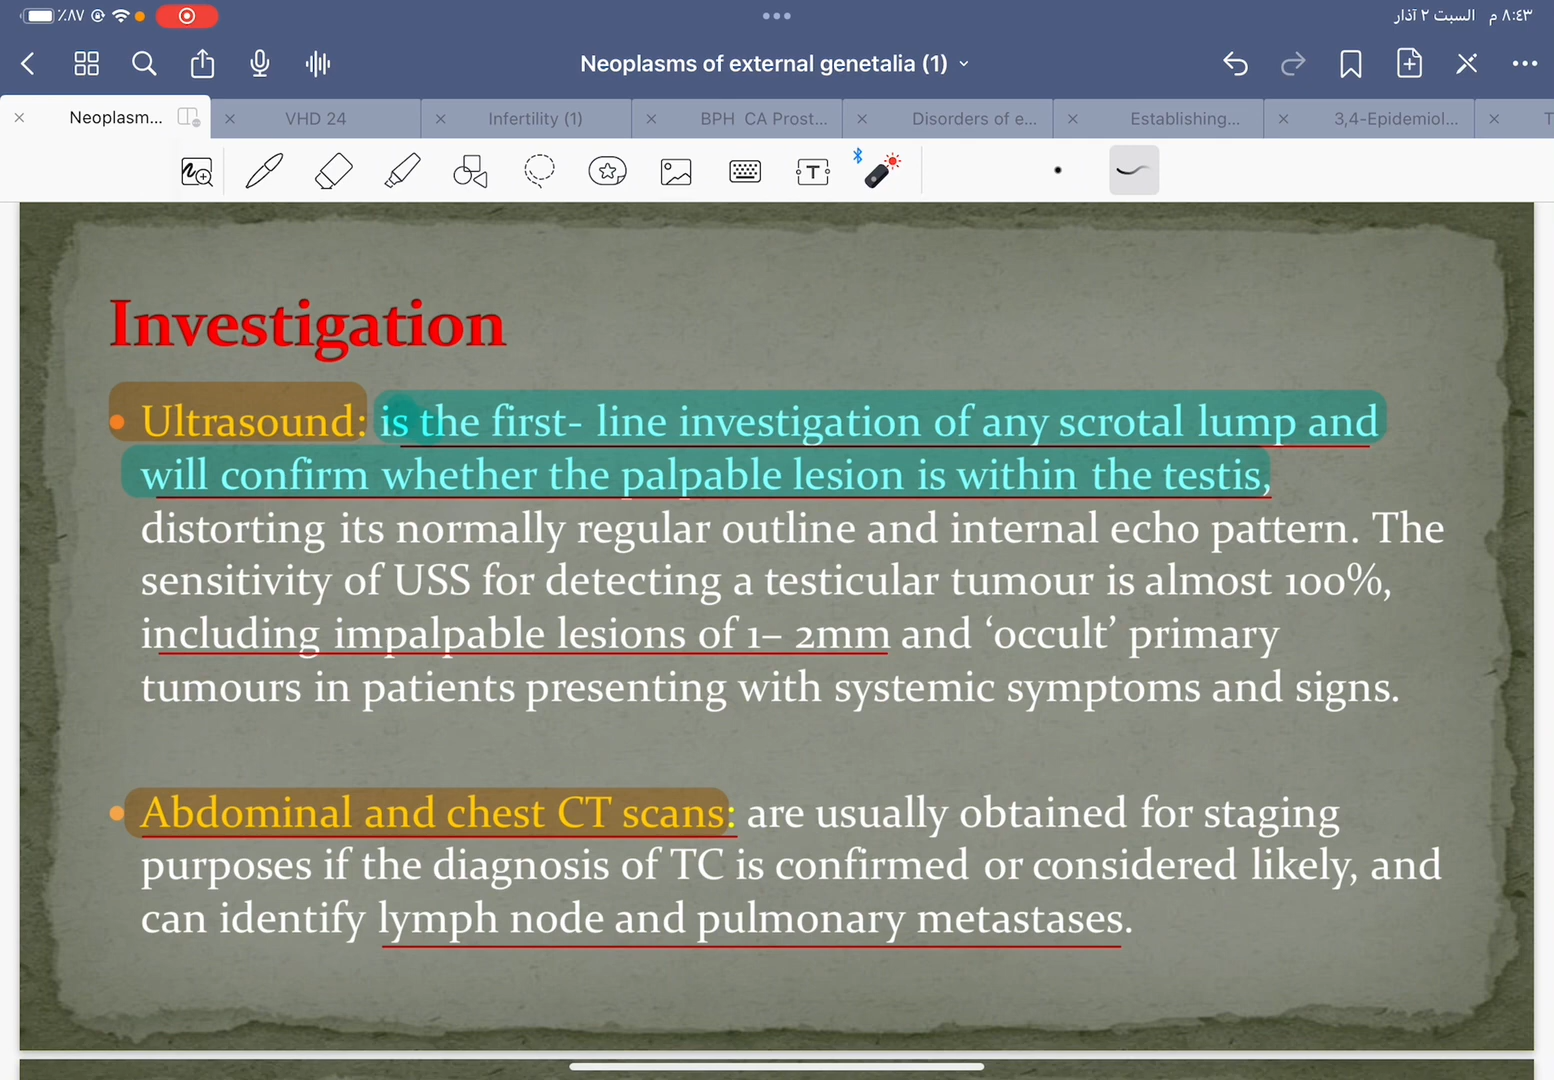 ٪٨٧
السبت ٢ آذار ٨:٤٣ م
Neoplasms of external genetalia (1)
Neoplasm...
VHD 24
Infertility (1)
BPH CA Prost...
Disorders of e...
Establishing...
3,4-Epidemiol...
T
T
Investigation
• Ultrasound: is the first- line investigation of any scrotal lump and
will confirm whether the palpable lesion is within the testis,
distorting its normally regular outline and internal echo pattern. The
sensitivity of USS for detecting a testicular tumour is almost 100%,
including impalpable lesions of 1– 2mm and ‘occult’ primary
tumours in patients presenting with systemic symptoms and signs.
• Abdominal and chest CT scans: are usually obtained for staging
purposes if the diagnosis of TC is confirmed or considered likely, and
can identify lymph node and pulmonary metastases.